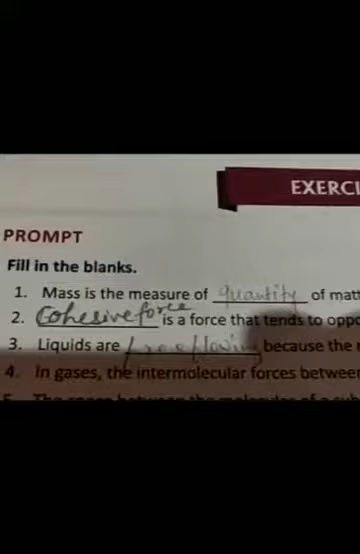 EXERCI
PROMPT
Fill in the blanks.
1. Mass is the measure of quantity of matt
2. Cohesive force is a force that tends to oppo
3. Liquids are free flowing because the
4. In gases, the intermolecular forces between